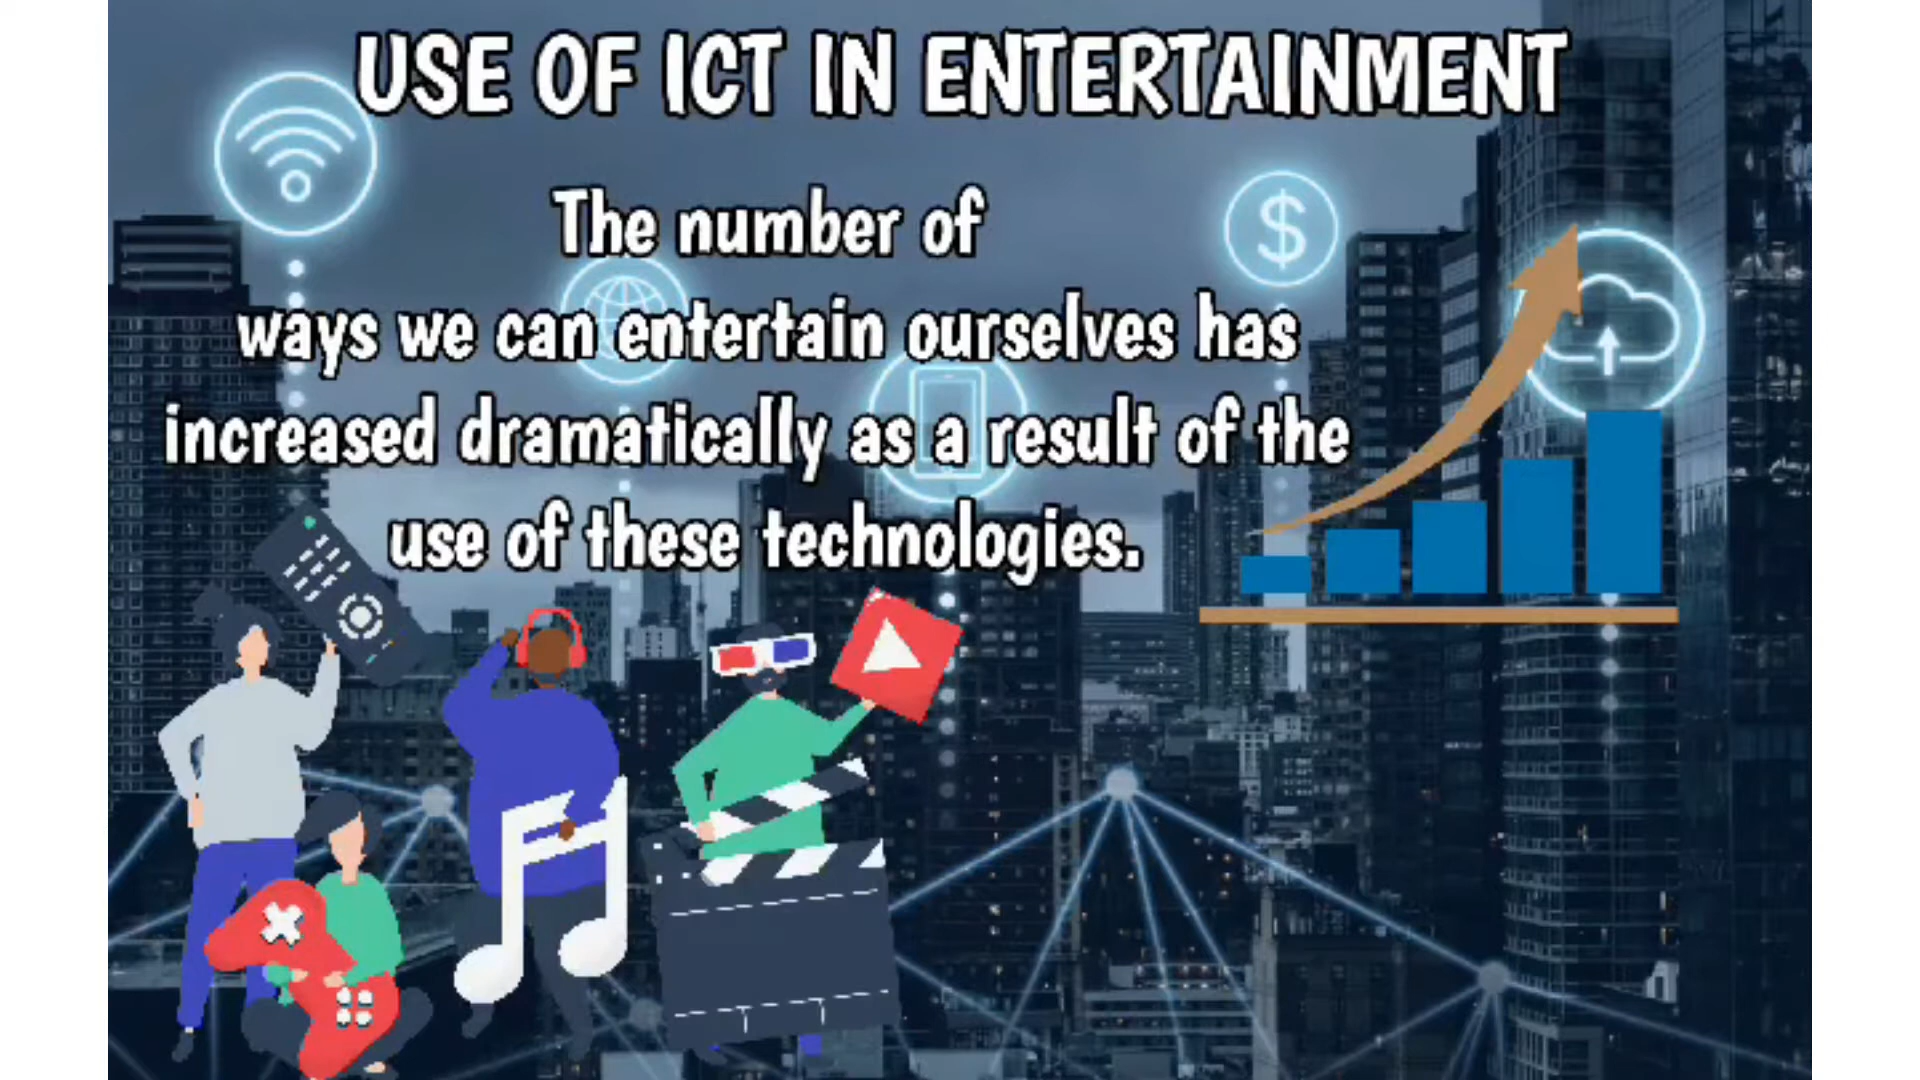 USE OF ICT IN ENTERTAINMENT
The number of
ways we can entertain ourselves has
increased dramatically as a result of the
use of these technologies.
$